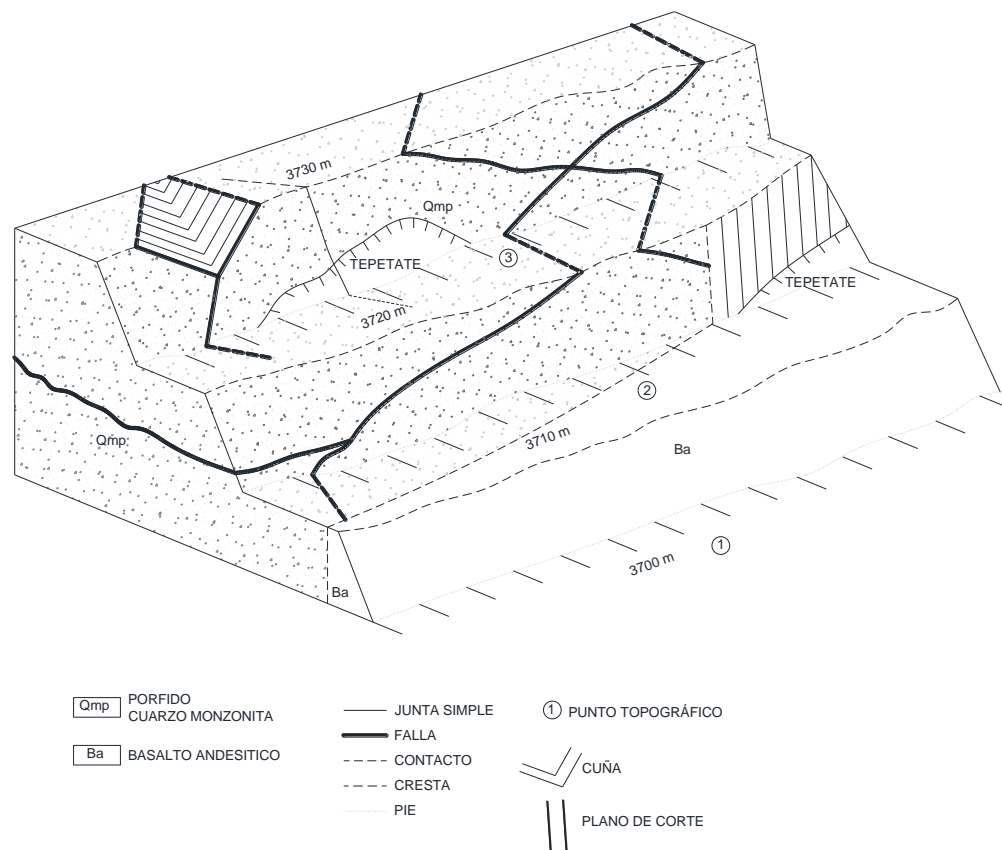 3730 m
Qmp
TEPETATE
3
TEPETATE
3720 m
2
3710 m
Qmp
Ba
1
3700 m
Ba
Qmp
PORFIDO
CUARZO MONZONITA
Ba
BASALTO ANDESITICO
JUNTA SIMPLE
FALLA
CONTACTO
CRESTA
PIE
1
PUNTO TOPOGRÁFICO
CUÑA
PLANO DE CORTE